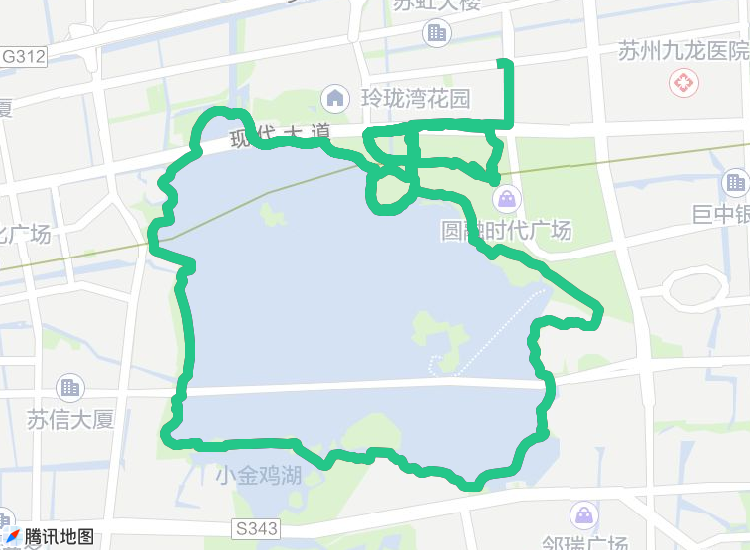 苏虹大楼
G312
苏州九龙医院
玲珑湾花园
厦
现代大道
巨中银
北广场
圆融时代广场
苏信大厦
小金鸡湖
S343
腾讯地图
邻瑞广场